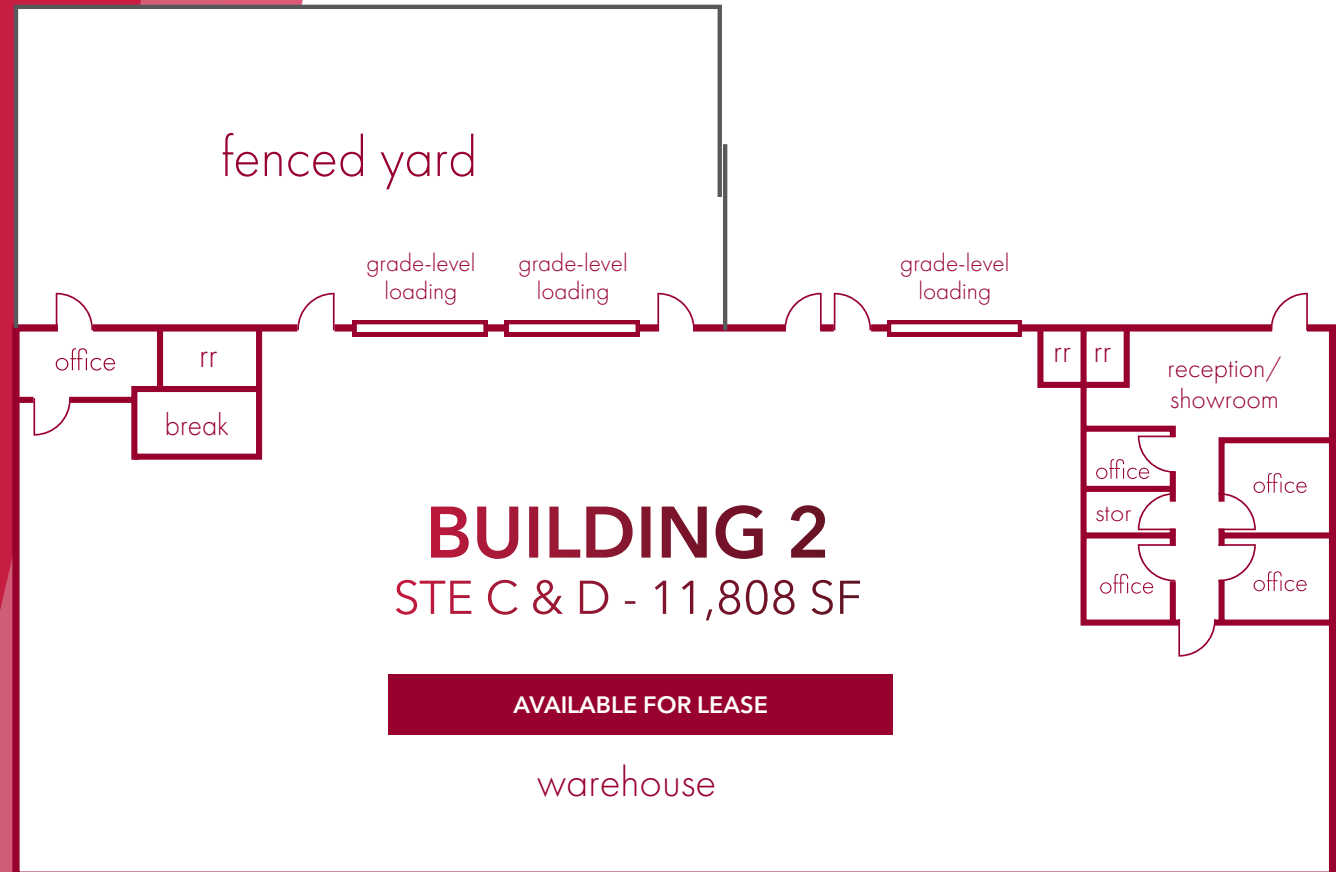 fenced yard
grade-level
loading
grade-level
loading
grade-level
loading
office
rr
break
rr
rr
reception/
showroom
office
office
stor
office
office
BUILDING 2
STE C & D - 11,808 SF
AVAILABLE FOR LEASE
warehouse